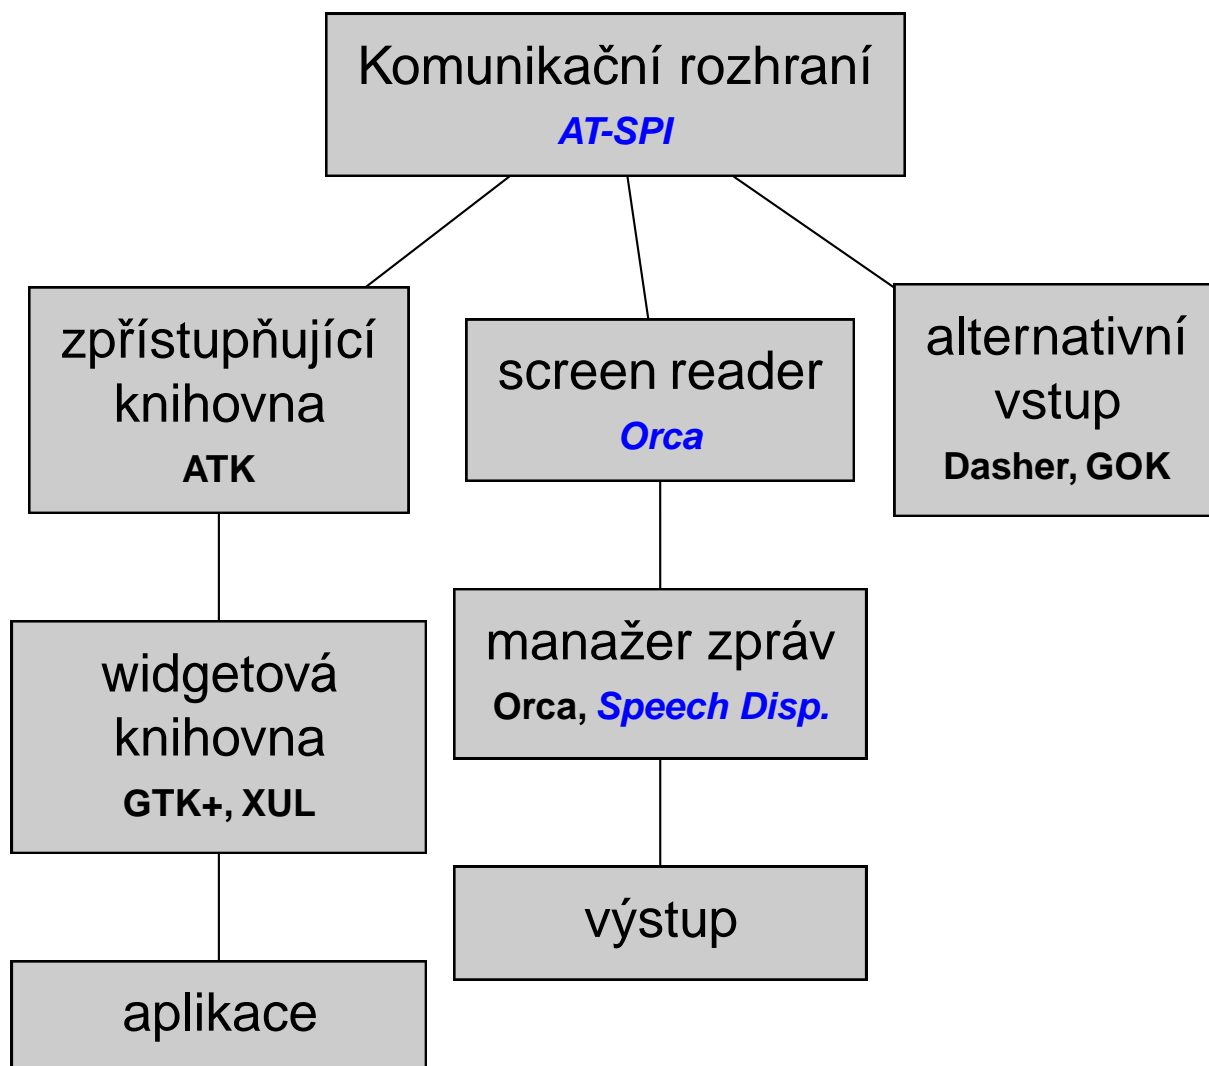 Komunikační rozhraní
AT-SPI
zpřístupňující
knihovna
ATK
screen reader
Orca
alternativní
vstup
Dasher, GOK
widgetová
knihovna
GTK+, XUL
manažer zpráv
Orca, Speech Disp.
výstup
aplikace